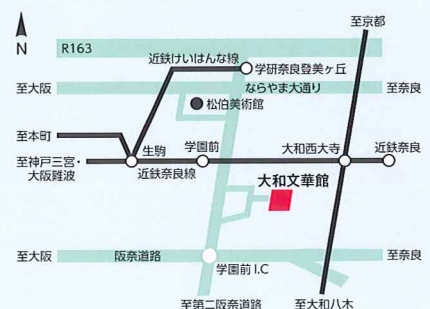 至京都
N
R163
近鉄けいはんな線
学研奈良登美ヶ丘
至大阪
ならやま大通り
至奈良
松伯美術館
至本町
生駒
学園前
大和西大寺
近鉄奈良
至神戸三宮・
大阪難波
近鉄奈良線
大和文華館
至大阪
阪奈道路
至奈良
学園前 I.C
至第二阪奈道路
至大和八木